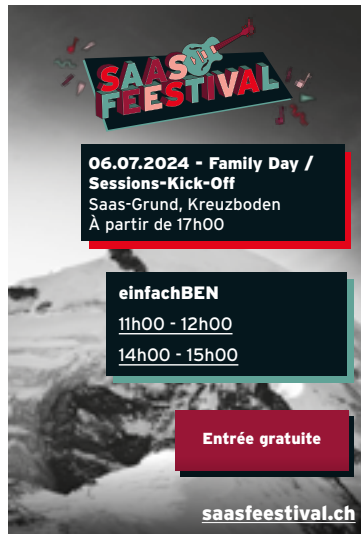 SAAS
FEESTIVAL
06.07.2024 - Family Day /
Sessions-Kick-Off
Saas-Grund, Kreuzboden
À partir de 17h00
einfachBEN
11h00 - 12h00
14h00 - 15h00
Entrée gratuite
saasfeestival.ch